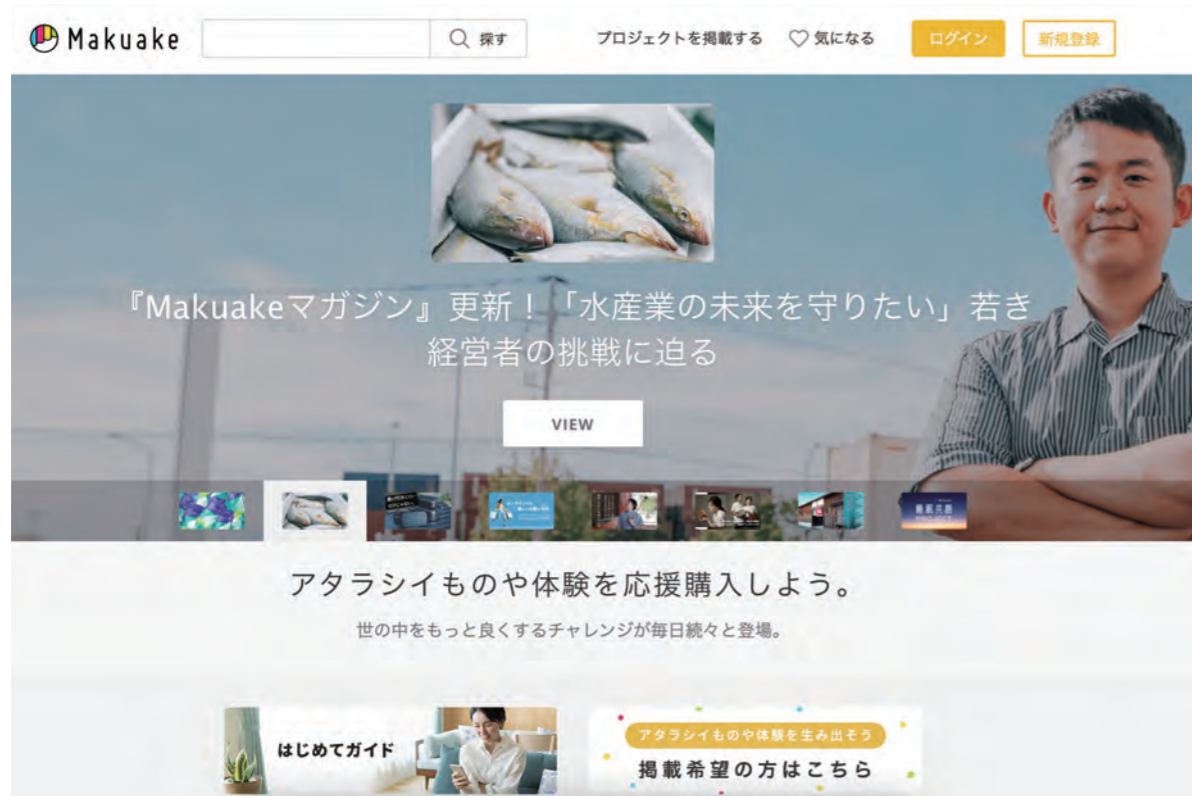 Makuake
探す
プロジェクトを掲載する
気になる
ログイン
新規登録
『Makuakeマガジン』更新！「水産業の未来を守りたい」若き
経営者の挑戦に迫る
VIEW
アタラシイものや体験を応援購入しよう。
世の中をもっと良くするチャレンジが毎日続々と登場。
はじめてガイド
アタラシイものや体験を生み出そう
掲載希望の方はこちら